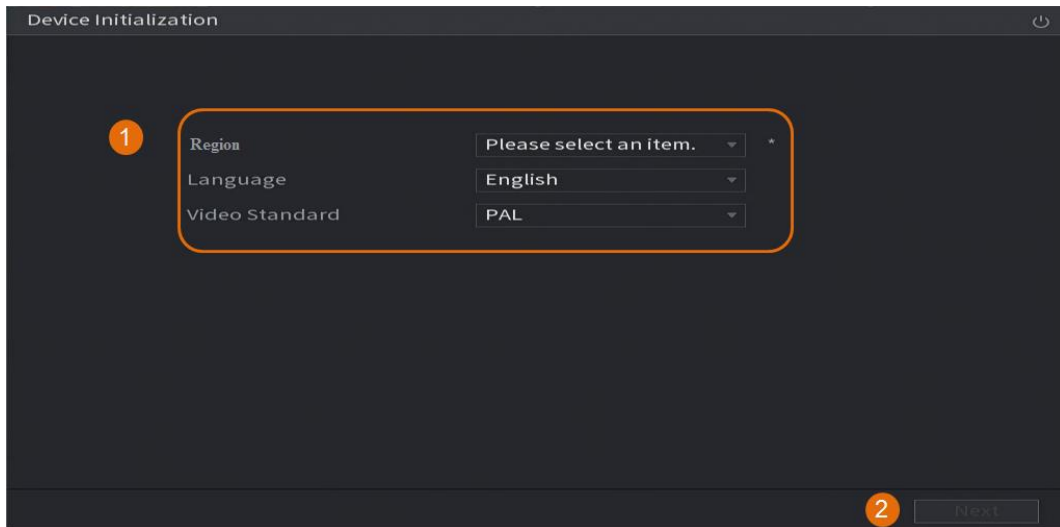 Device Initialization
1
Region Please select an item. *
Language English
Video Standard PAL
2 Next